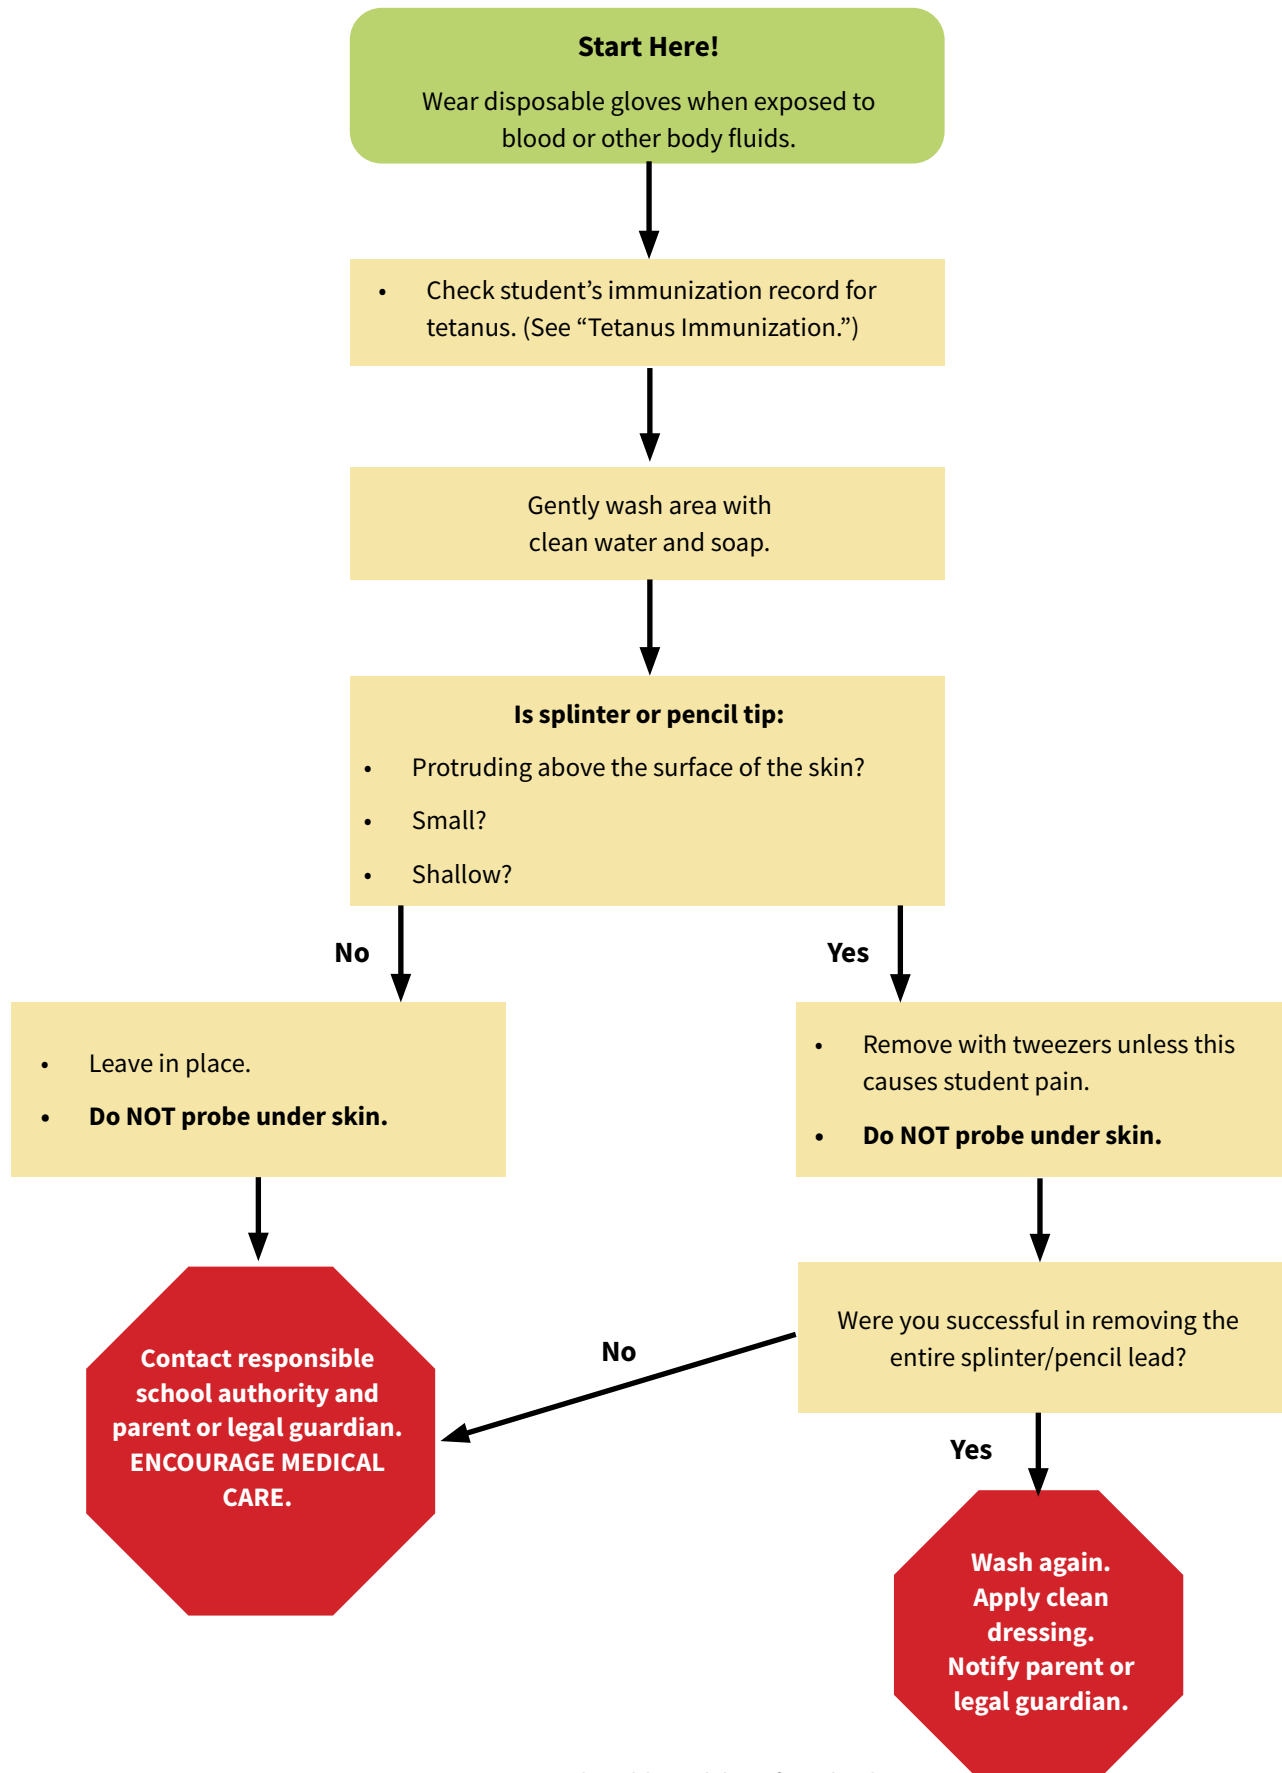 Start Here!
Wear disposable gloves when exposed to
blood or other body fluids.
• Check student’s immunization record for
tetanus. (See “Tetanus Immunization.”)
Gently wash area with
clean water and soap.
Is splinter or pencil tip:
• Protruding above the surface of the skin?
• Small?
• Shallow?
No
Yes
• Leave in place.
• Do NOT probe under skin.
• Remove with tweezers unless this
causes student pain.
• Do NOT probe under skin.
Were you successful in removing the
entire splinter/pencil lead?
No
Contact responsible
school authority and
parent or legal guardian.
ENCOURAGE MEDICAL
CARE.
Yes
Wash again.
Apply clean
dressing.
Notify parent or
legal guardian.